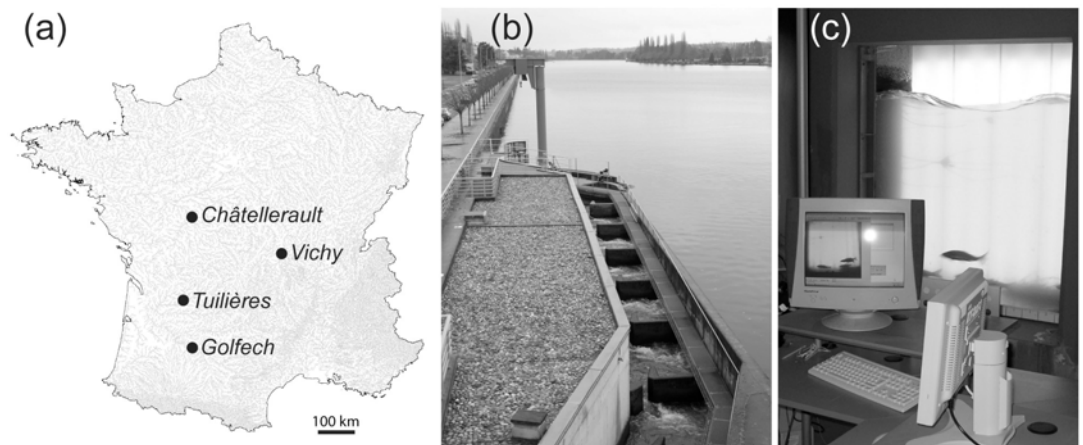 (a)
Châtellerault
Vichy
Tuilières
Golfech
100 km
(b)
(c)